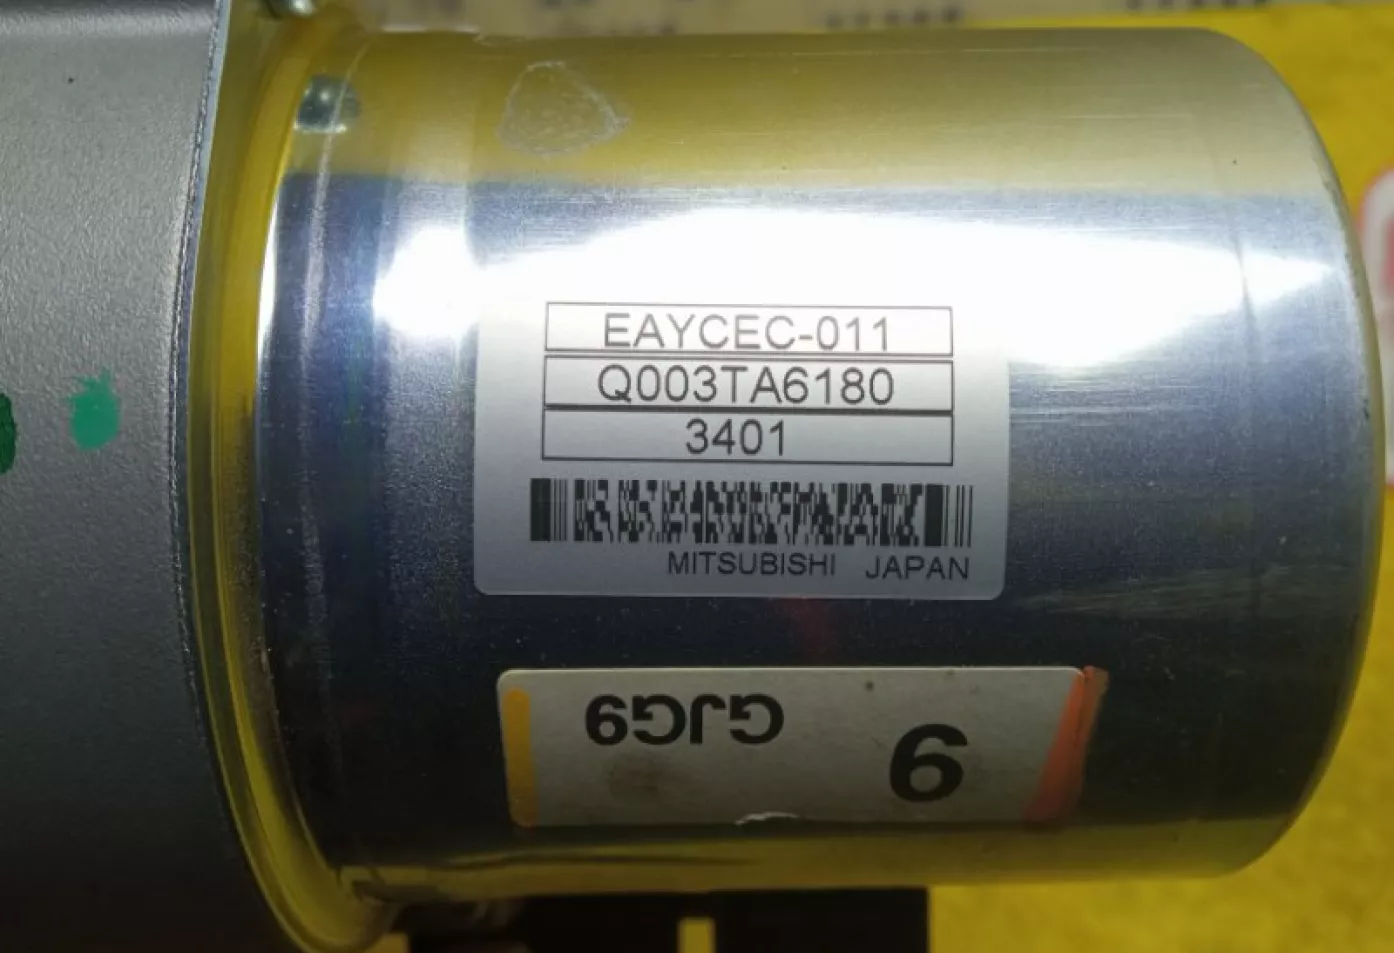 EAYCEC-011
Q003TA6180
3401
MITSUBISHI JAPAN
GJG9
9